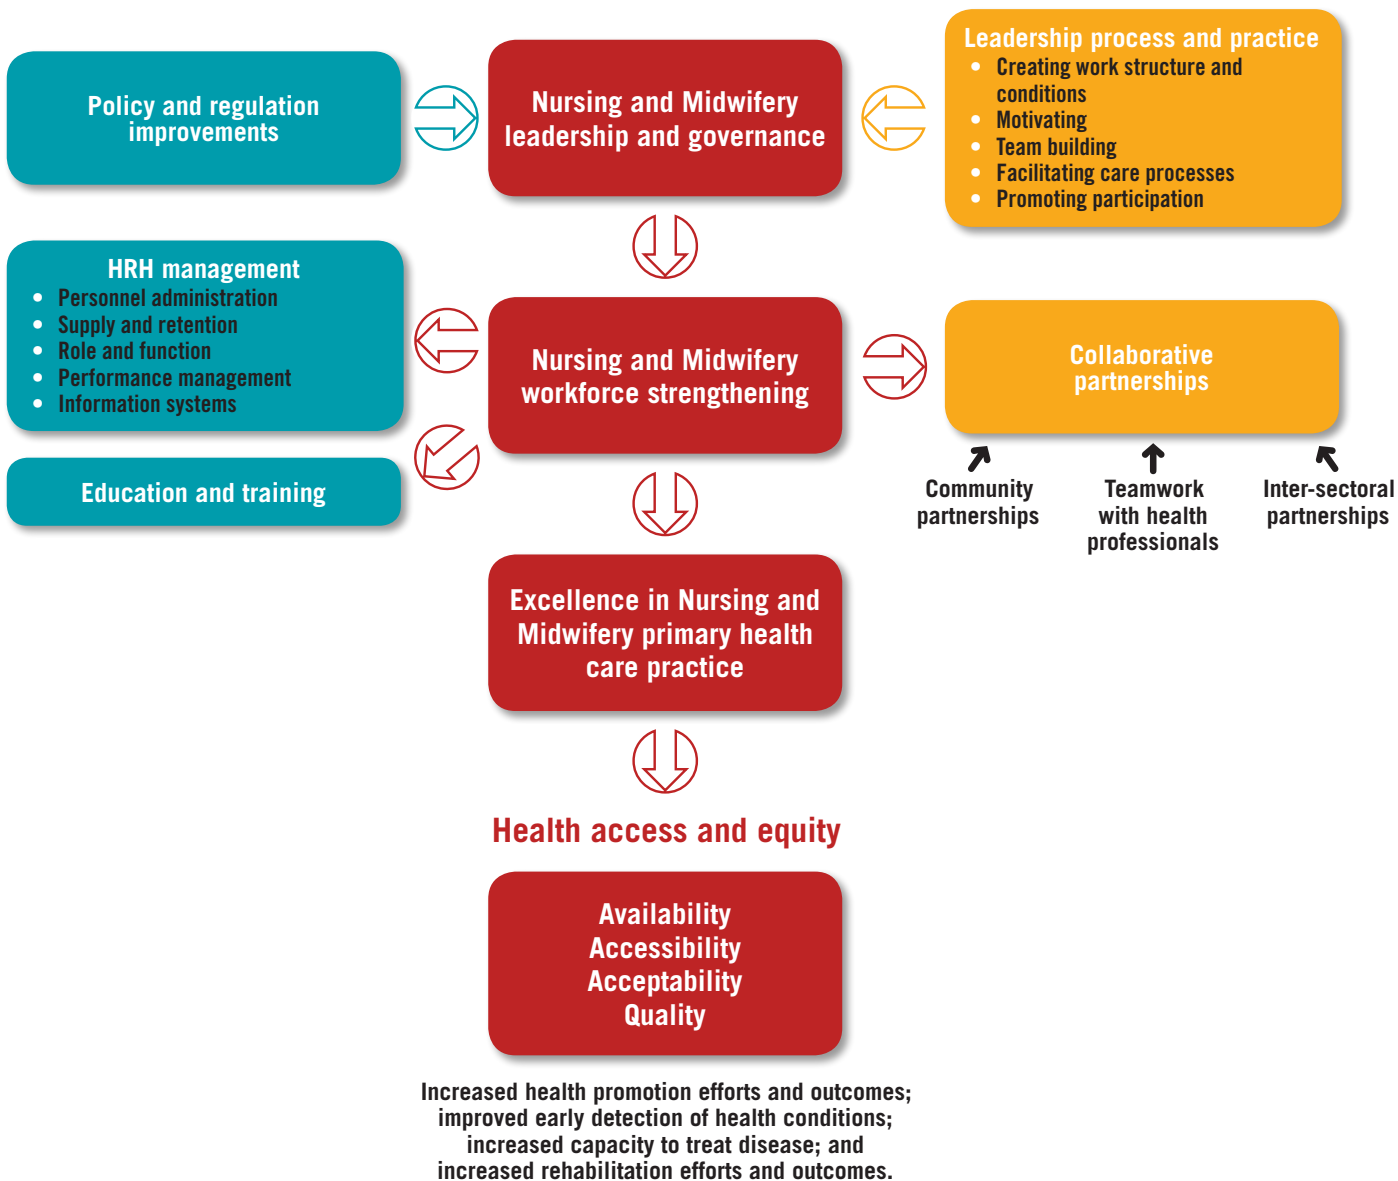 Policy and regulation
improvements
Nursing and Midwifery
leadership and governance
Leadership process and practice
• Creating work structure and
conditions
• Motivating
• Team building
• Facilitating care processes
• Promoting participation
HRH management
• Personnel administration
• Supply and retention
• Role and function
• Performance management
• Information systems
Nursing and Midwifery
workforce strengthening
Collaborative
partnerships
Education and training
Community
partnerships
Teamwork
with health
professionals
Inter-sectoral
partnerships
Excellence in Nursing and
Midwifery primary health
care practice
Health access and equity
Availability
Accessibility
Acceptability
Quality
Increased health promotion efforts and outcomes;
improved early detection of health conditions;
increased capacity to treat disease; and
increased rehabilitation efforts and outcomes.